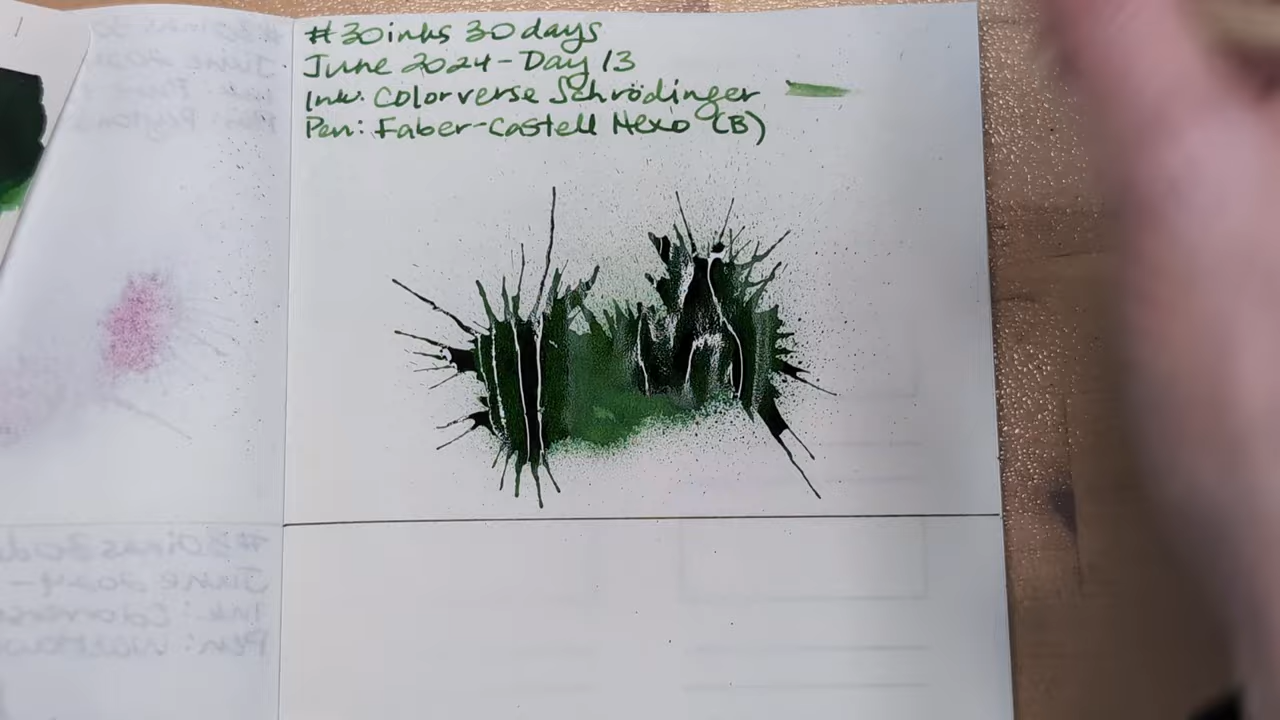 #30inks 30days
June 2024 - Day 13
Ink: Colorverse Schrödinger
Pen: Faber-Castell Hexo (B)